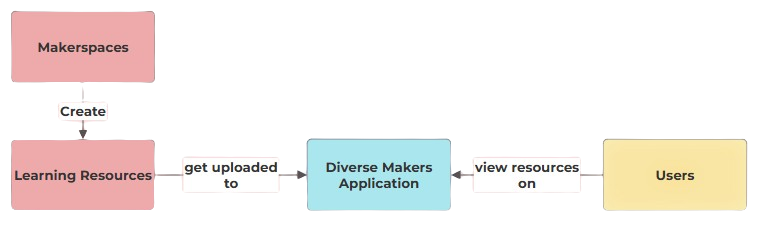 Makerspaces
Create
Learning Resources
get uploaded
to
Diverse Makers
Application
view resources
on
Users